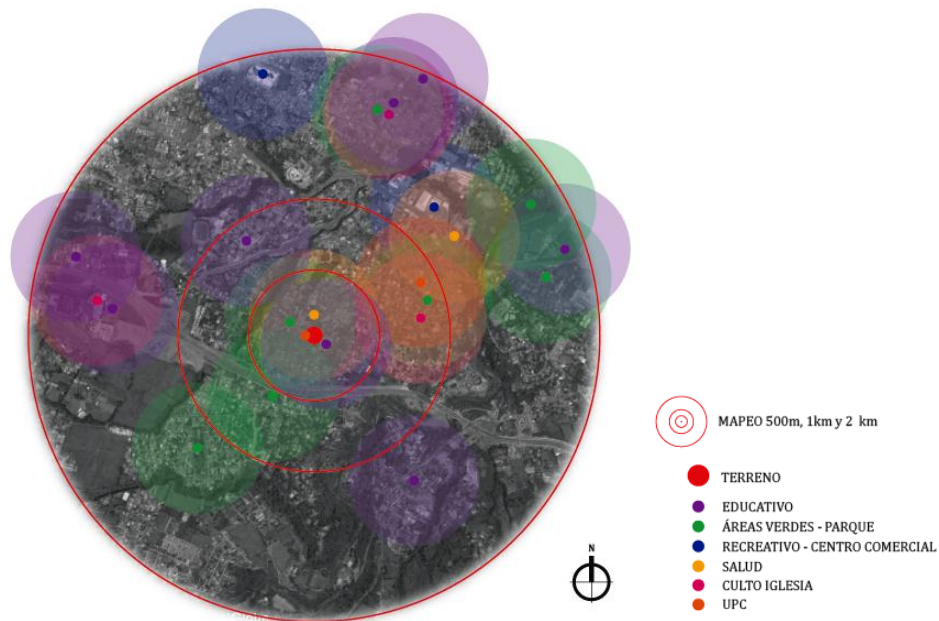 MAPEO 500m, 1km y 2 km
TERRENO
EDUCATIVO
ÁREAS VERDES - PARQUE
RECREATIVO - CENTRO COMERCIAL
SALUD
CULTO IGLESIA
UPC
N